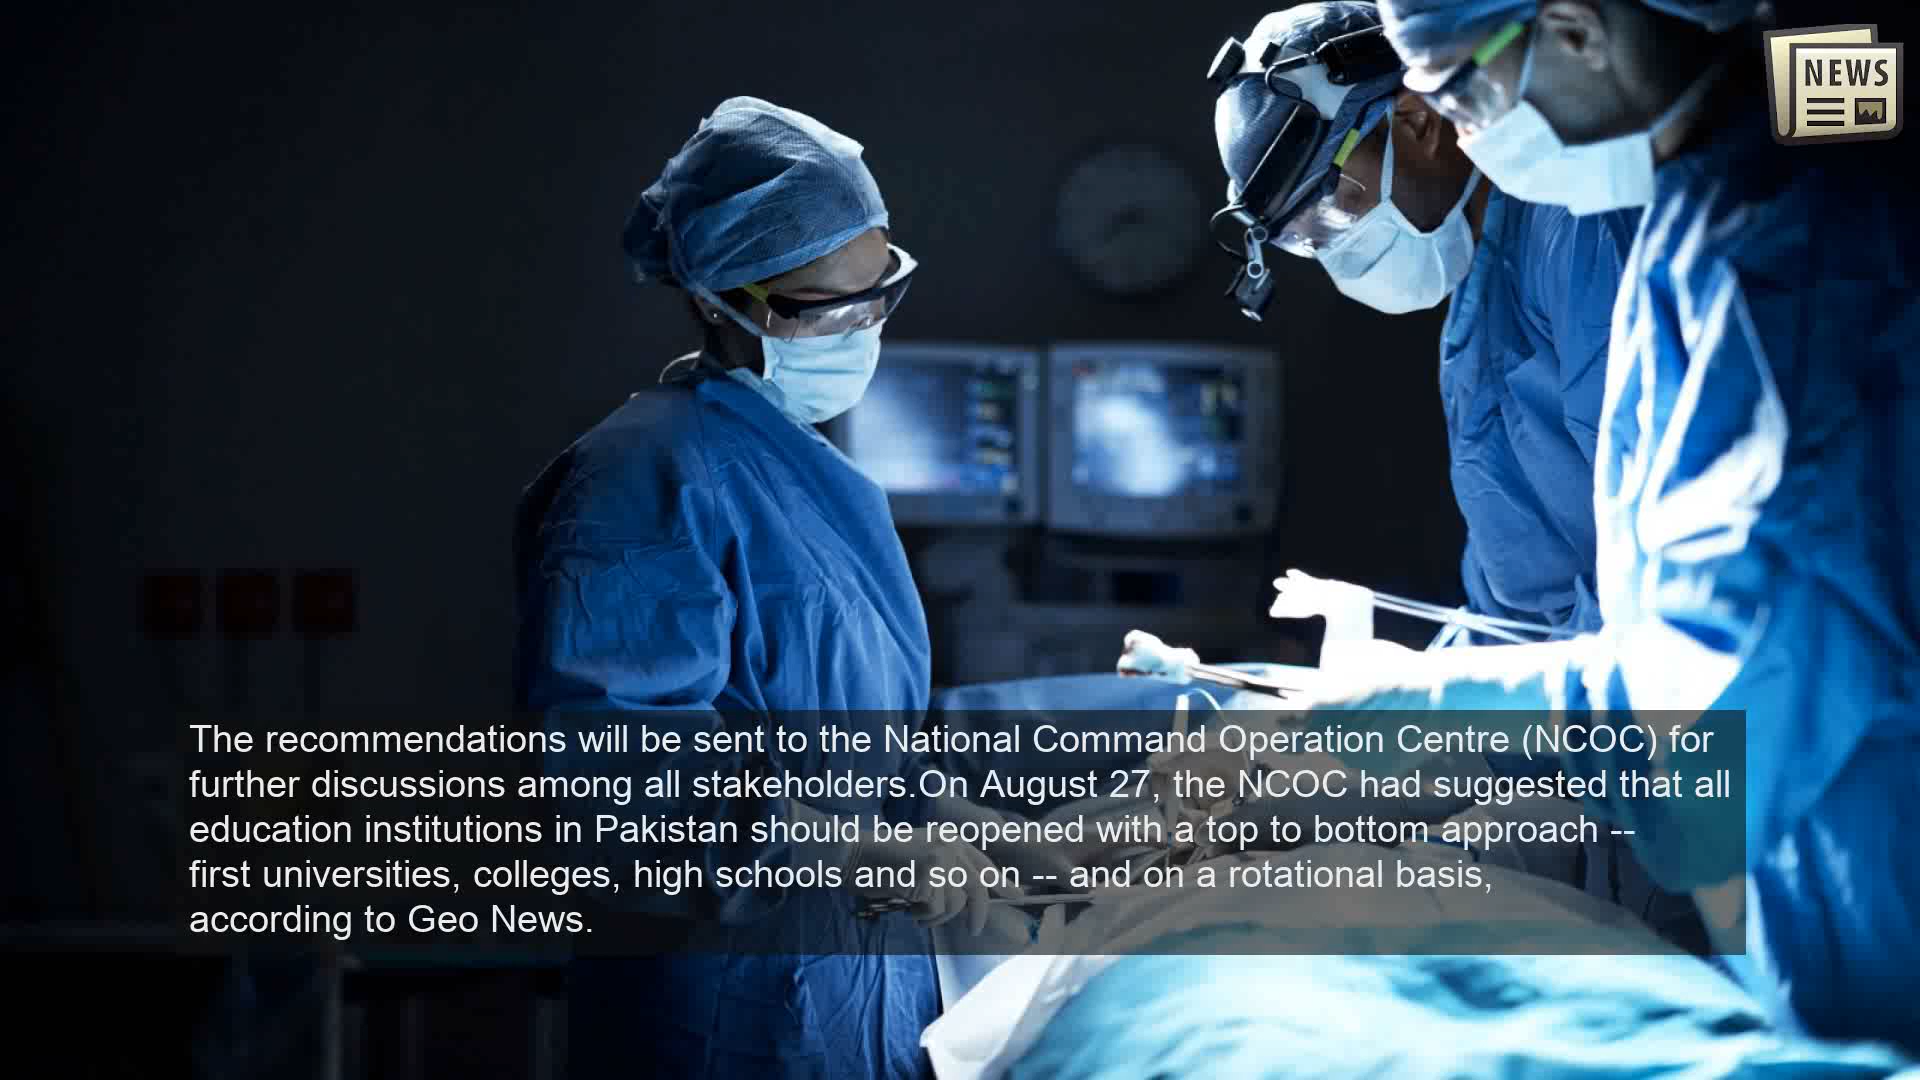 NEWS
The recommendations will be sent to the National Command Operation Centre (NCOC) for
further discussions among all stakeholders.On August 27, the NCOC had suggested that all
education institutions in Pakistan should be reopened with a top to bottom approach --
first universities, colleges, high schools and so on -- and on a rotational basis,
according to Geo News.